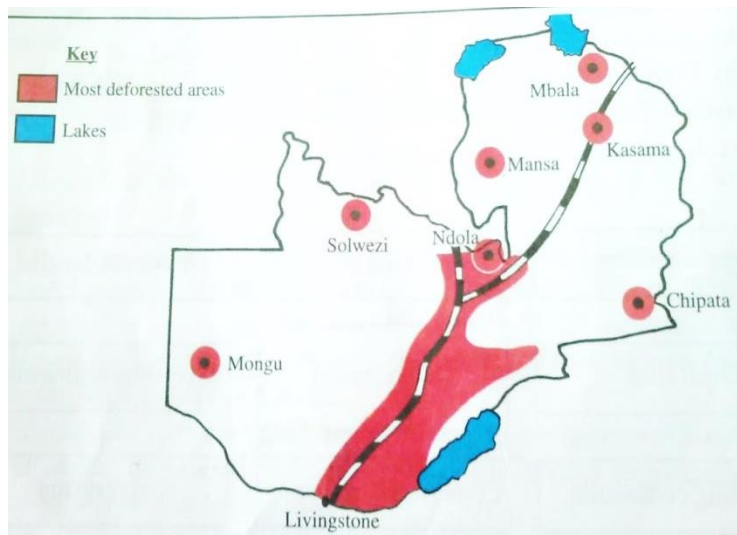 Key
Most deforested areas
Lakes
Mbala
Kasama
Mansa
Solwezi
Ndola
Chipata
Mongu
Livingstone